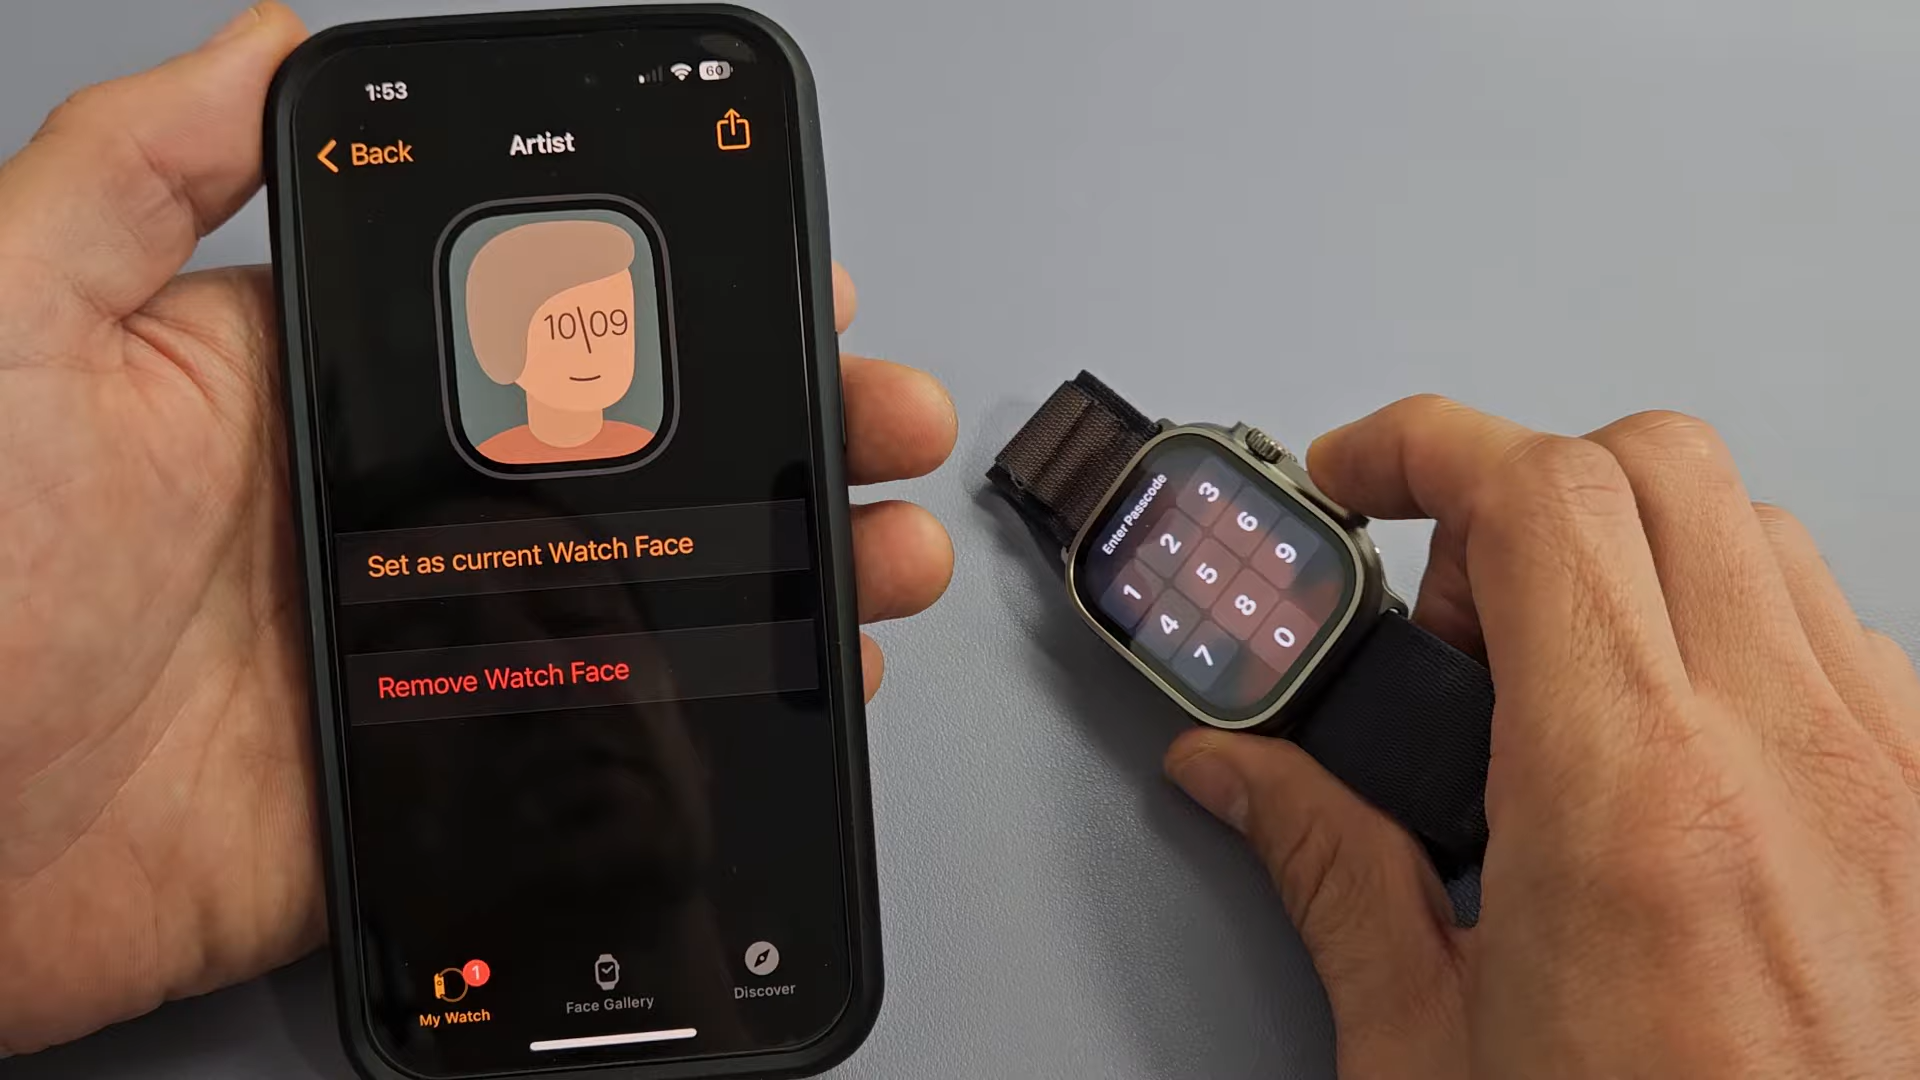 1:53
60
Back
Artist
10\09
Set as current Watch Face
Remove Watch Face
1
My Watch
Face Gallery
Discover
Enter Passcode
1 2 3
4 5 6
7 8 9
0